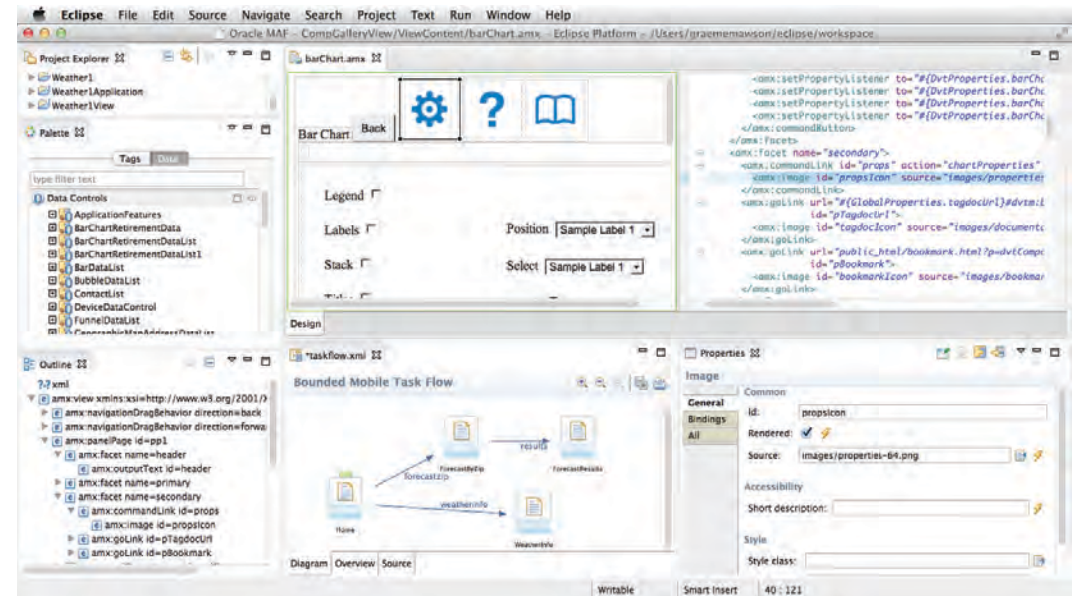 Eclipse File Edit Source Navigate Search Project Text Run Window Help
Oracle MAF - CompGalleryView/ViewContent/barChart.amx - Eclipse Platform - /Users/graememawson/eclipse/workspace
Project Explorer
Weather1
Weather1Application
Weather1View
Palette
Tags Data
type filter text
Data Controls
ApplicationFeatures
BarChartRetirementData
BarChartRetirementDataList
BarChartRetirementDataList1
BarDataList
BubbleDataList
ContactList
DeviceDataControl
FunnelDataList
GeographicMapAddressDataList
barChart.amx
Bar Chart Back
Legend
Labels Position Sample Label 1
Stack Select Sample Label 1
Design
<amx:setPropertyListener to="#{DvtProperties.barCh
<amx:setPropertyListener to="#{DvtProperties.barCh
<amx:setPropertyListener to="#{DvtProperties.barCh
<amx:setPropertyListener to="#{DvtProperties.barCh
</amx:commandButton>
</amx:facet>
<amx:facet name="secondary">
<amx:commandLink id="props" action="chartProperties"
<amx:image id="propsIcon" source="images/properties
</amx:commandLink>
<amx:goLink url="#{GlobalProperties.tagdocUrl}#dvtm:
id="pTagdocUrl">
<amx:image id="tagdocIcon" source="images/documentc
</amx:goLink>
<amx:goLink url="public_html/bookmark.html?p=dvtCompc
id="pBookmark">
<amx:image id="bookmarkIcon" source="images/bookmar
</amx:goLink>
Outline
?-? xml
amx:view xmlns:xsi=http://www.w3.org/2001/X
amx:navigationDragBehavior direction=back
amx:navigationDragBehavior direction=forwa
amx:panelPage id=pp1
amx:facet name=header
amx:outputText id=header
amx:facet name=primary
amx:facet name=secondary
amx:commandLink id=props
amx:image id=propsIcon
amx:goLink id=pTagdocUrl
amx:goLink id=pBookmark
*taskflow.xml
Bounded Mobile Task Flow
results
ForecastByZip
ForecastResults
forecastzip
weatherinfo
Home
WeatherInfo
Diagram Overview Source
Properties
Image
General
Bindings
All
Common
Id: propsIcon
Rendered:
Source: images/properties-64.png
Accessibility
Short description:
Style
Style class:
Writable Smart Insert 40 : 121